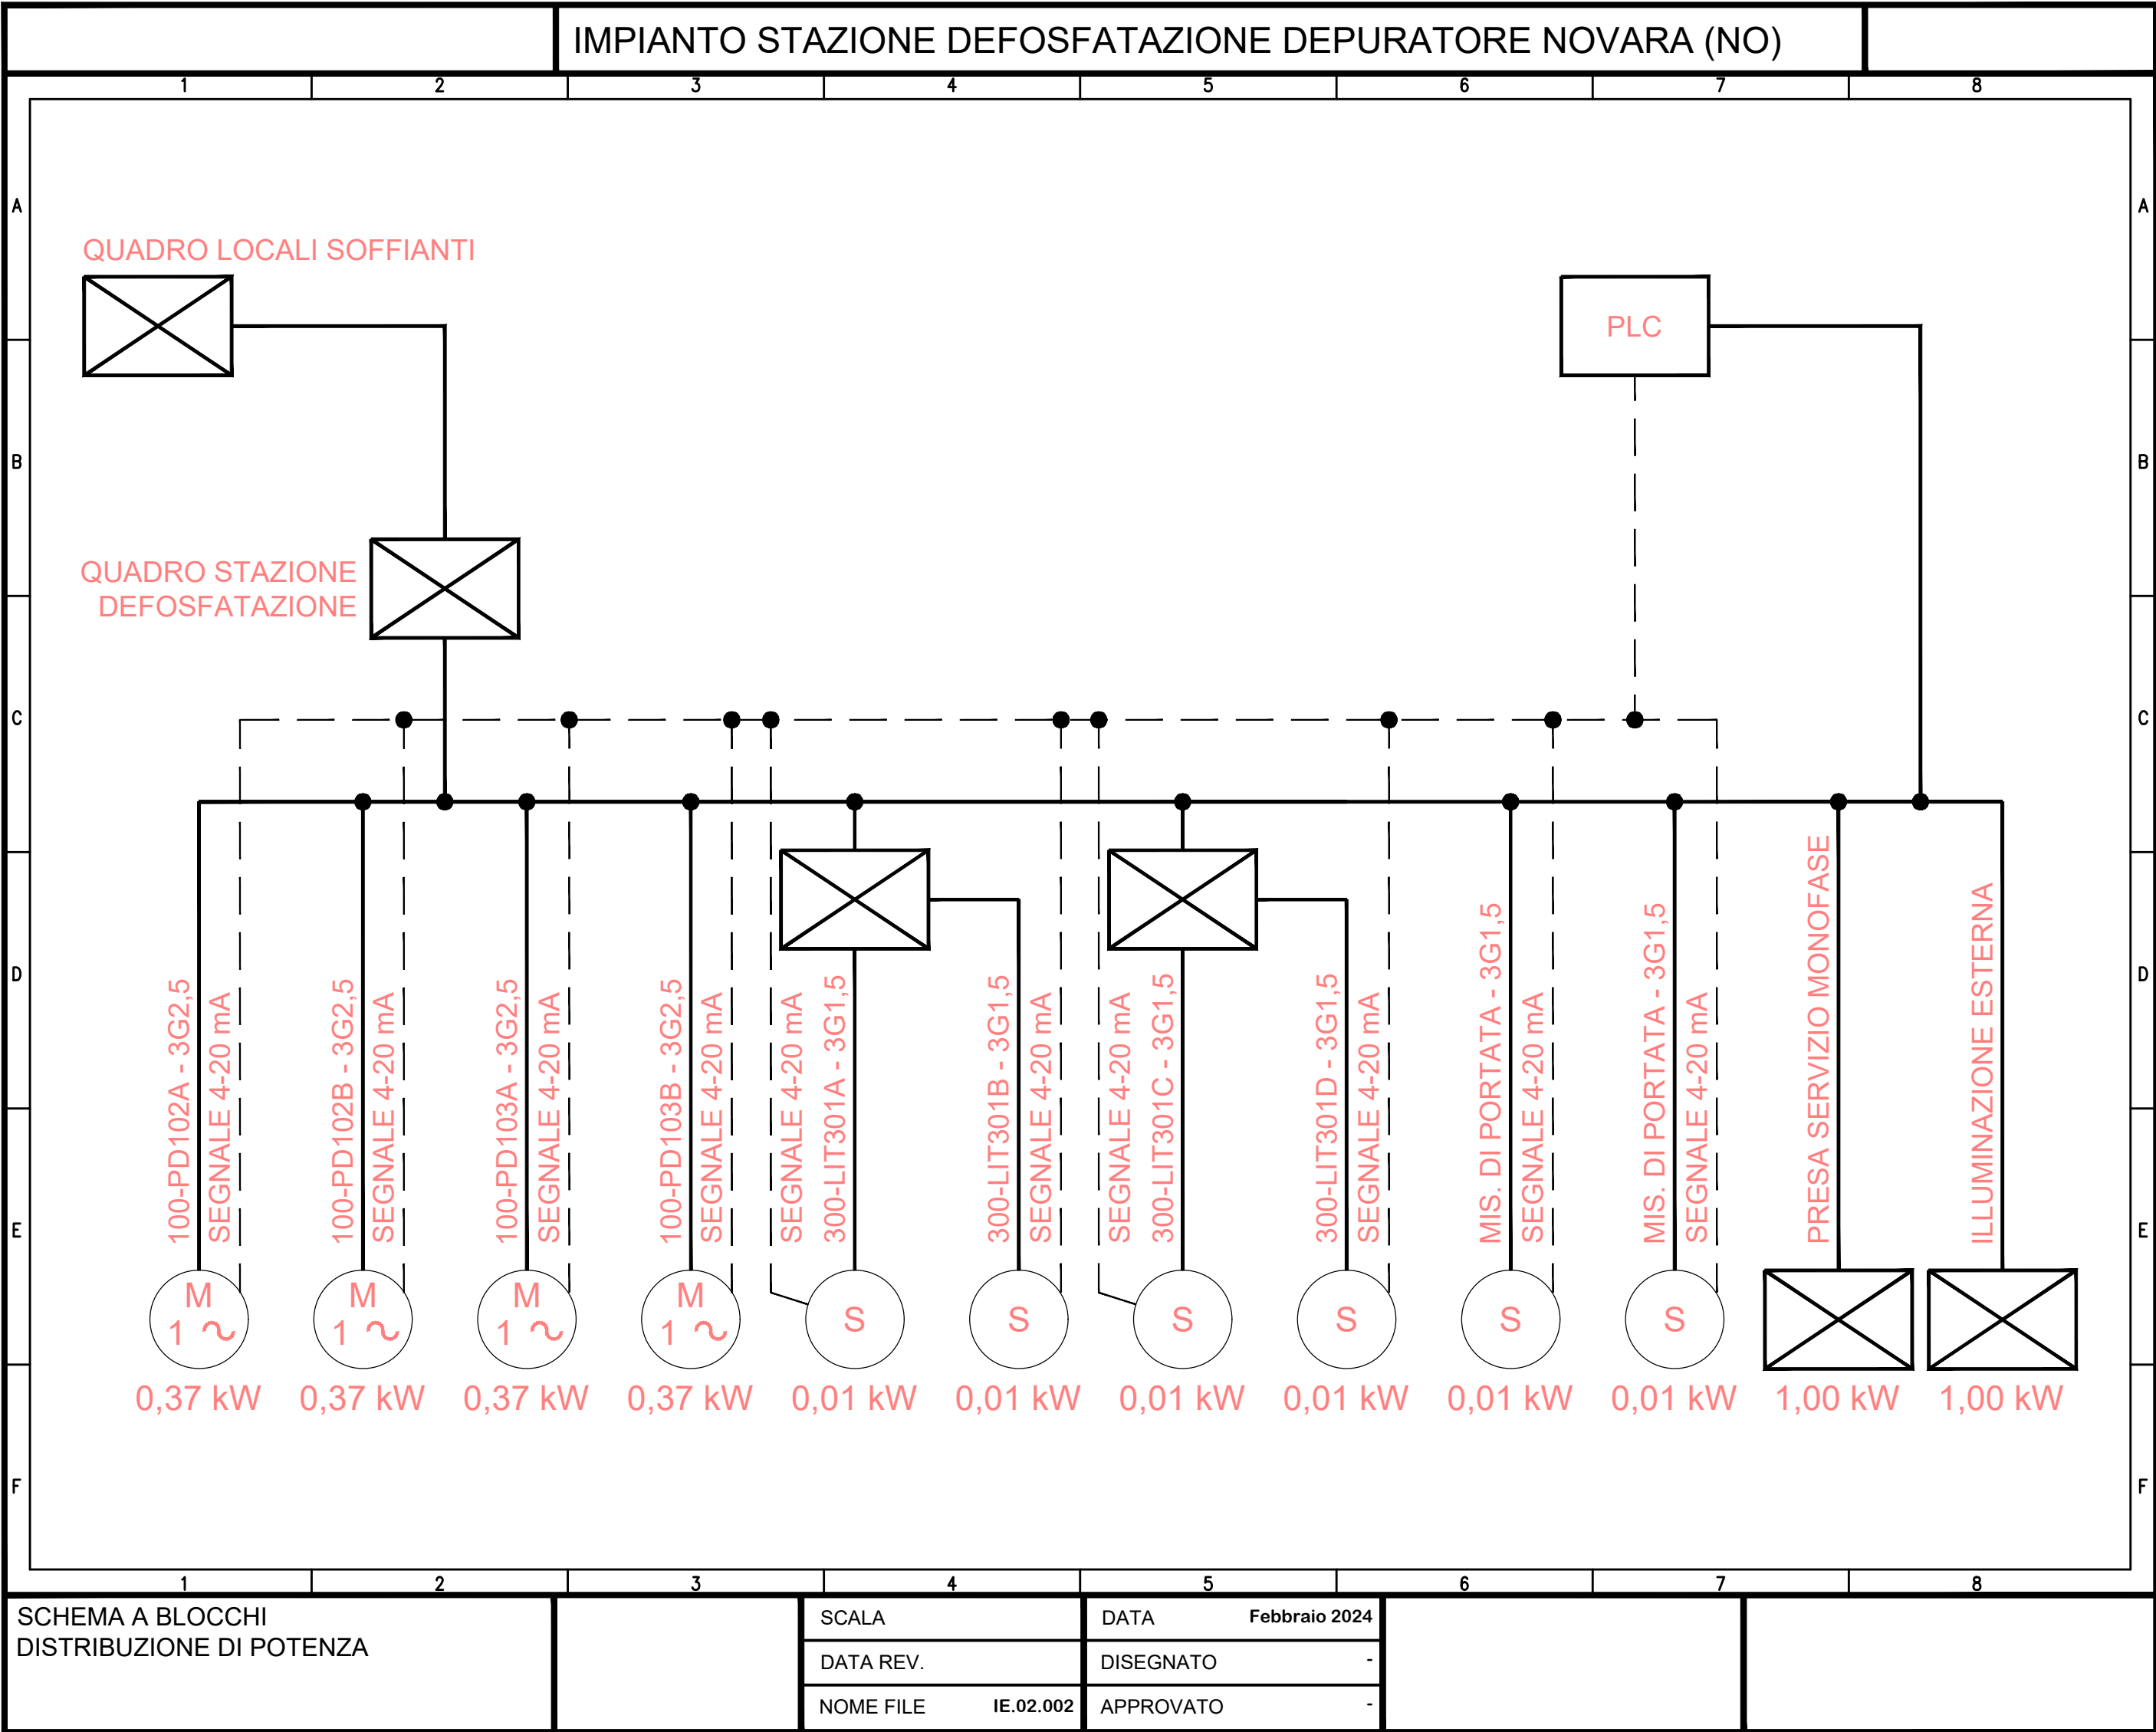 IMPIANTO STAZIONE DEFOSFATAZIONE DEPURATORE NOVARA (NO)
1 2 3 4 5 6 7 8
A A
QUADRO LOCALI SOFFIANTI
PLC
B B
QUADRO STAZIONE
DEFOSFATAZIONE
C C
D D
100-PD102A - 3G2,5
SEGNALE 4-20 mA
100-PD102B - 3G2,5
SEGNALE 4-20 mA
100-PD103A - 3G2,5
SEGNALE 4-20 mA
100-PD103B - 3G2,5
SEGNALE 4-20 mA
SEGNALE 4-20 mA
300-LIT301A - 3G1,5
300-LIT301B - 3G1,5
SEGNALE 4-20 mA
SEGNALE 4-20 mA
300-LIT301C - 3G1,5
300-LIT301D - 3G1,5
SEGNALE 4-20 mA
MIS. DI PORTATA - 3G1,5
SEGNALE 4-20 mA
MIS. DI PORTATA - 3G1,5
SEGNALE 4-20 mA
PRESA SERVIZIO MONOFASE
ILLUMINAZIONE ESTERNA
E E
M M M M
1 ~ 1 ~ 1 ~ 1 ~ S S S S S S
0,37 kW 0,37 kW 0,37 kW 0,37 kW 0,01 kW 0,01 kW 0,01 kW 0,01 kW 0,01 kW 0,01 kW 1,00 kW 1,00 kW
F F
1 2 3 4 5 6 7 8
SCHEMA A BLOCCHI
DISTRIBUZIONE DI POTENZA
SCALA
DATA REV.
NOME FILE IE.02.002
DATA Febbraio 2024
DISEGNATO -
APPROVATO -